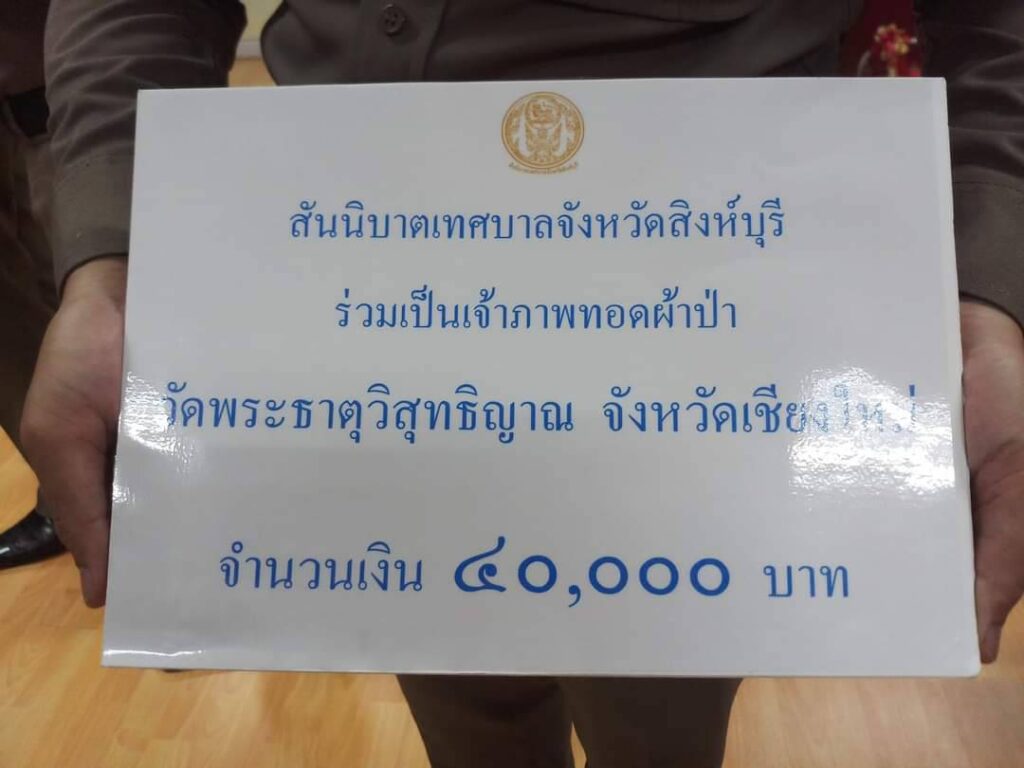 สันนิบาตเทศบาลจังหวัดสิงห์บุรี
ร่วมเป็นเจ้าภาพทอดผ้าป่า
วัดพระธาตุวิสุทธิญาณ จังหวัดเชียงใหม่
จำนวนเงิน ๔๐,๐๐๐ บาท